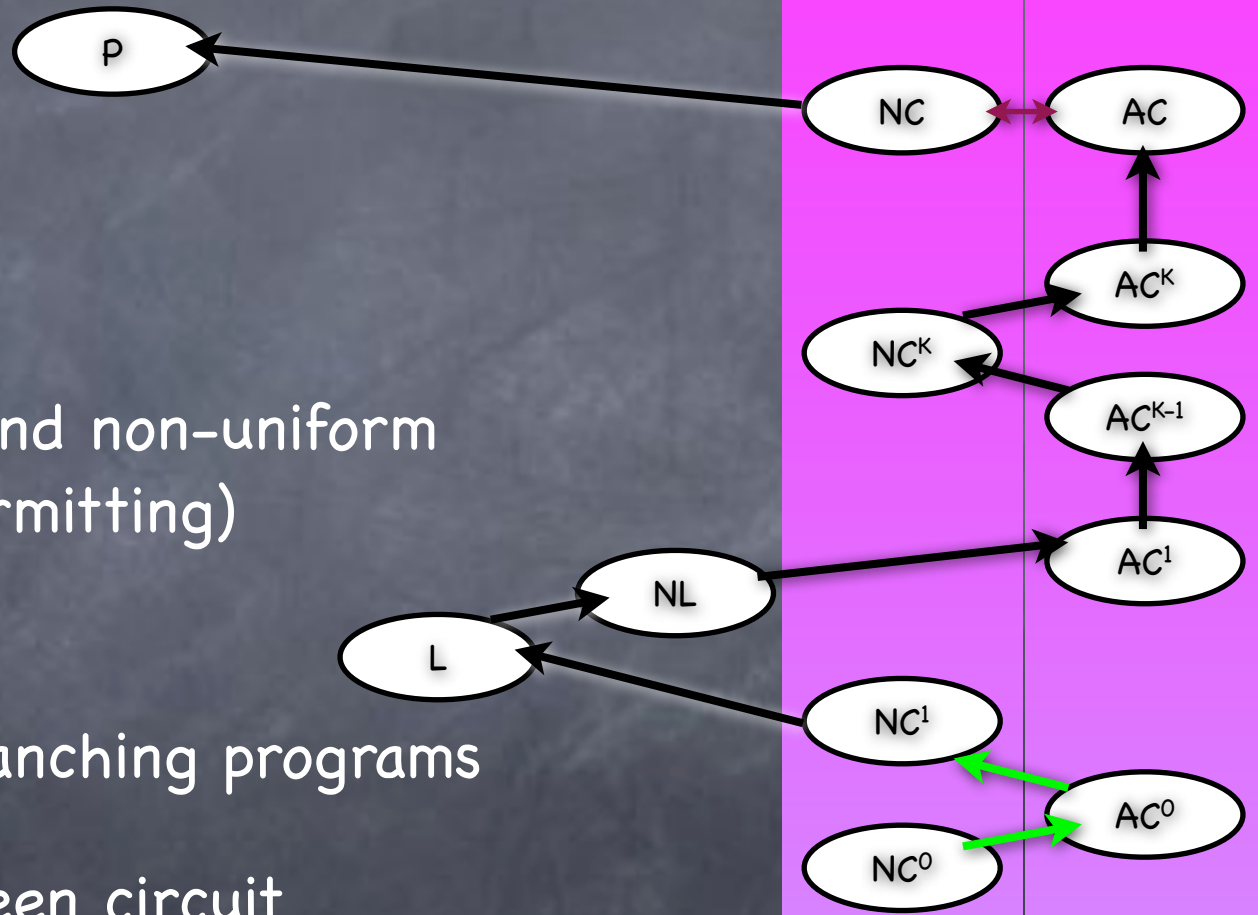 P
NC
AC
AC^K
NC^K
AC^K-1
nd non-uniform
rmitting)
AC^1
NL
L
NC^1
anching programs
AC^0
NC^0
een circuit